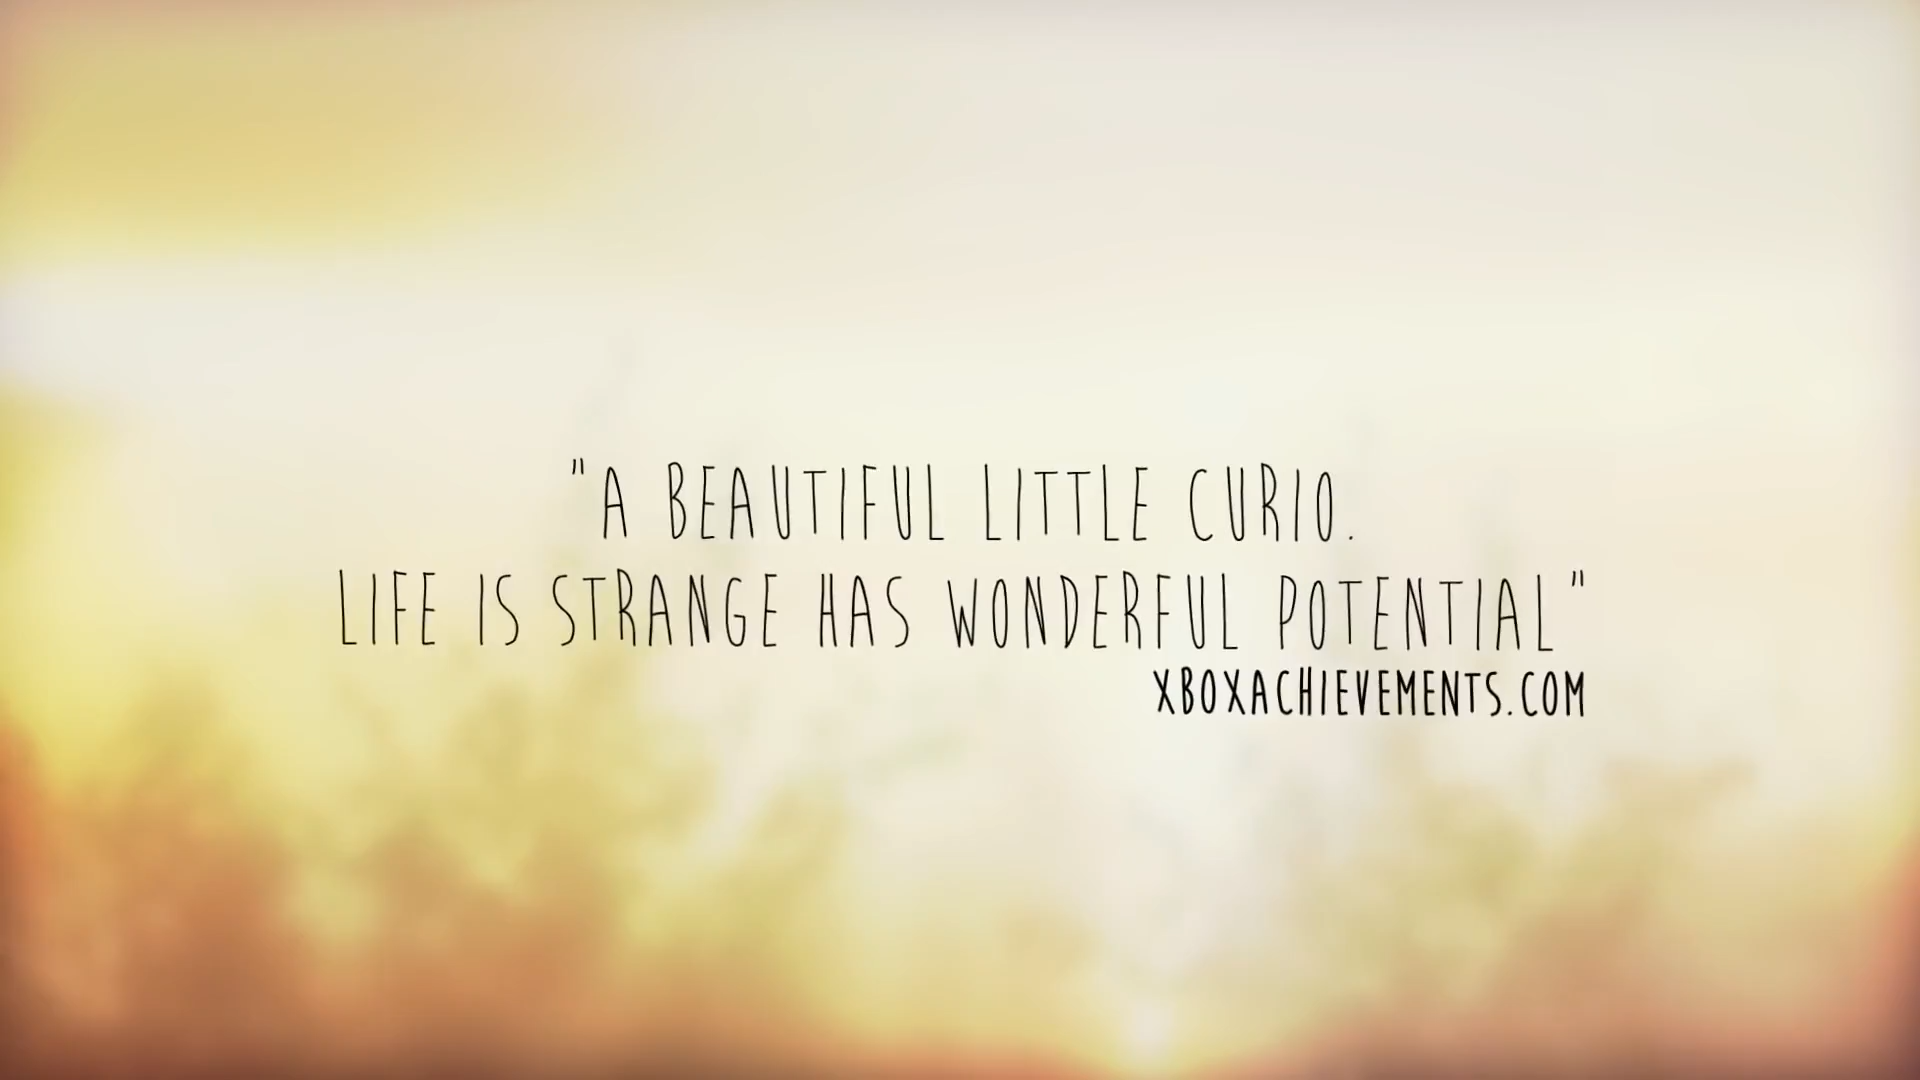 "A BEAUTIFUL LITTLE CURIO.
LIFE IS STRANGE HAS WONDERFUL POTENTIAL"
XBOXACHIEVEMENTS.COM